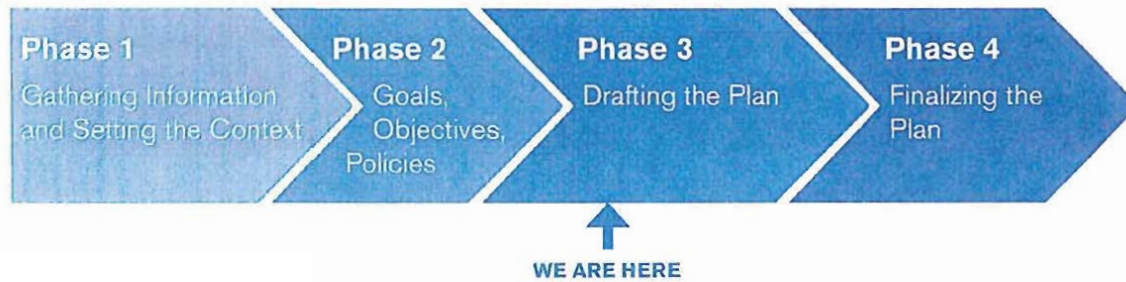 Phase 1
Gathering Information
and Setting the Context
Phase 2
Goals,
Objectives,
Policies
Phase 3
Drafting the Plan
Phase 4
Finalizing the
Plan
WE ARE HERE